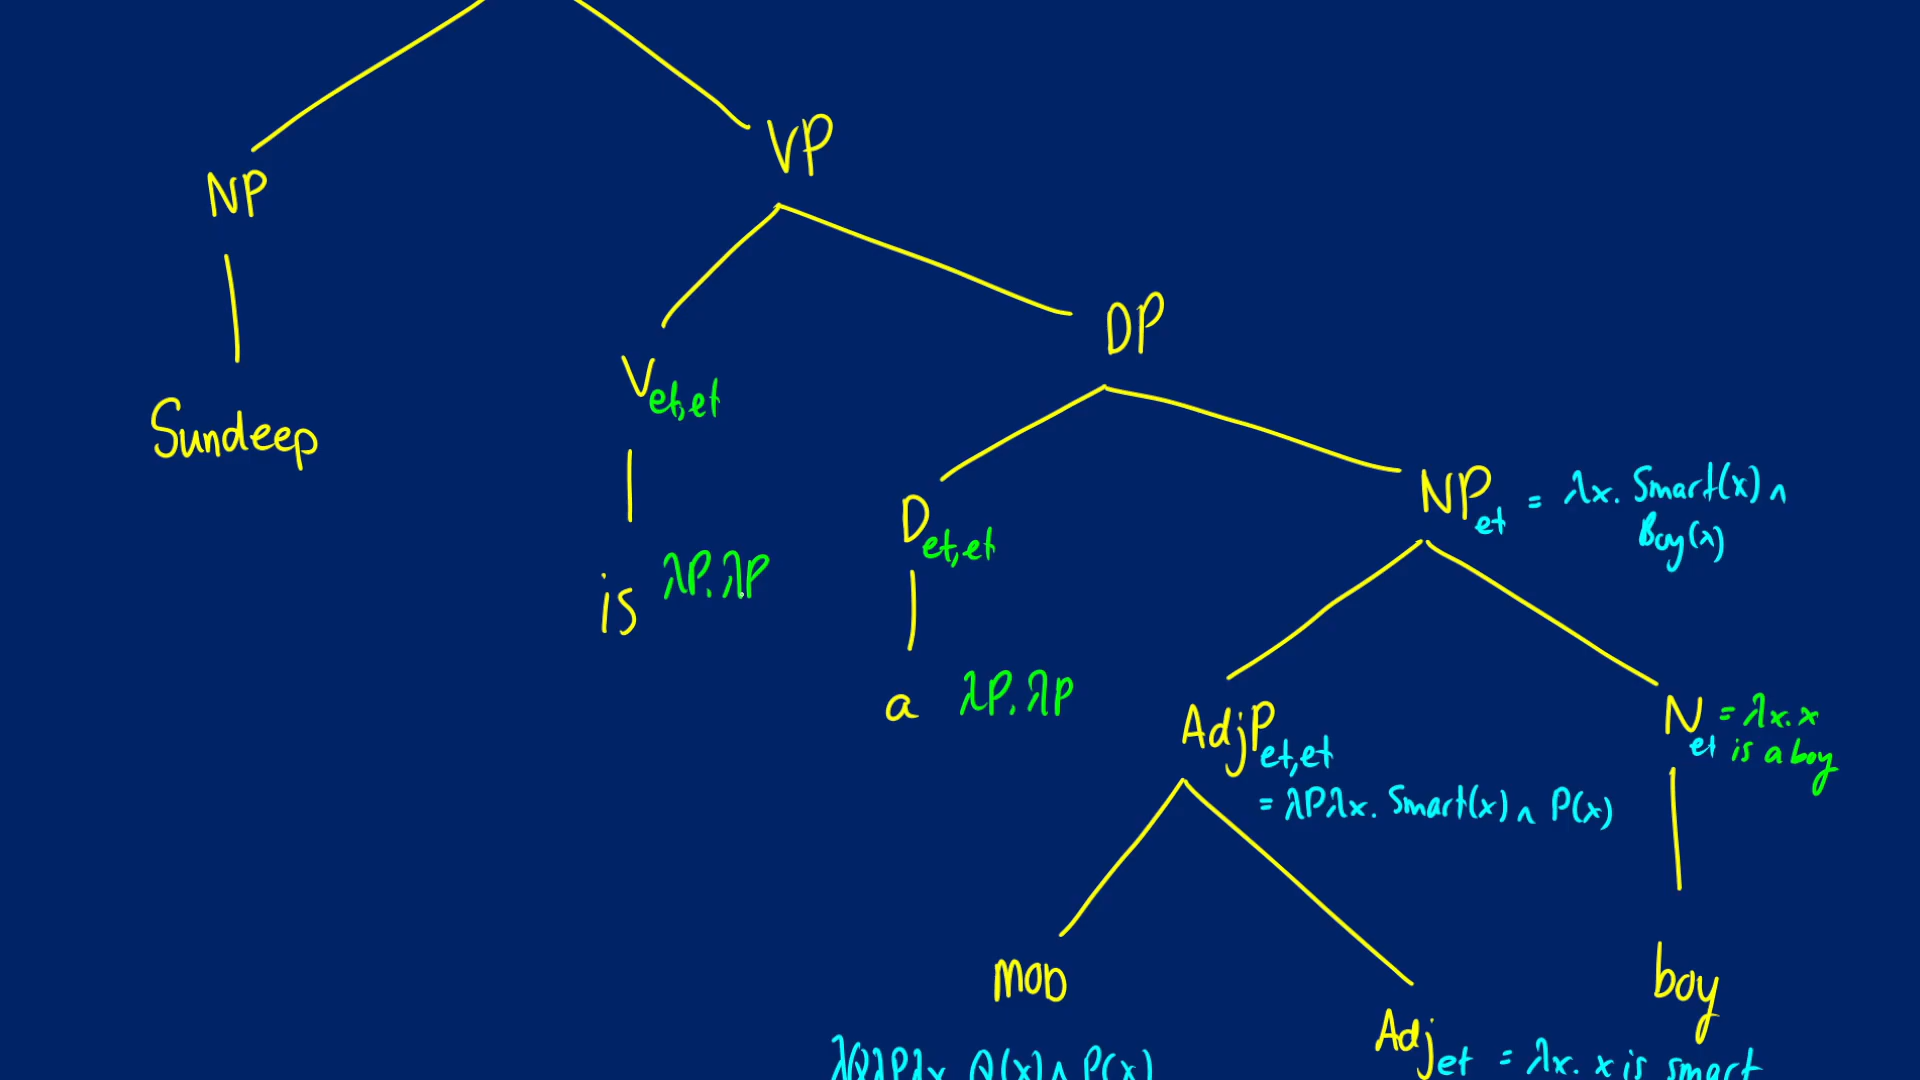 VP
NP
DP
V et,et
Sundeep
NP et = λx. Smart(x) ∧
Boy(x)
D et,et
is λP.λP
a λP.λP
AdjP et,et
= λPλx. Smart(x) ∧ P(x)
N et = λx. x
is a boy
MOD
boy
Adj et = λx. x is smart
λQλPλx. Q(x) ∧ P(x)